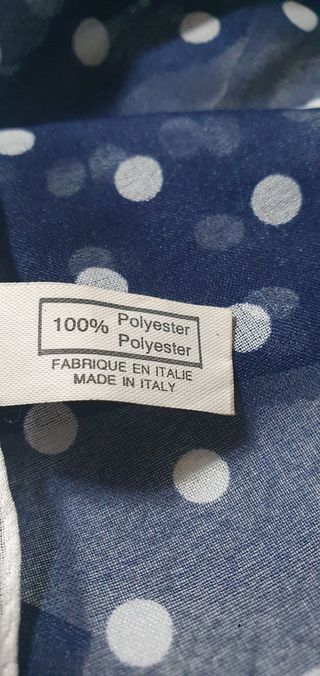 100% Polyester
Polyester
FABRIQUE EN ITALIE
MADE IN ITALY